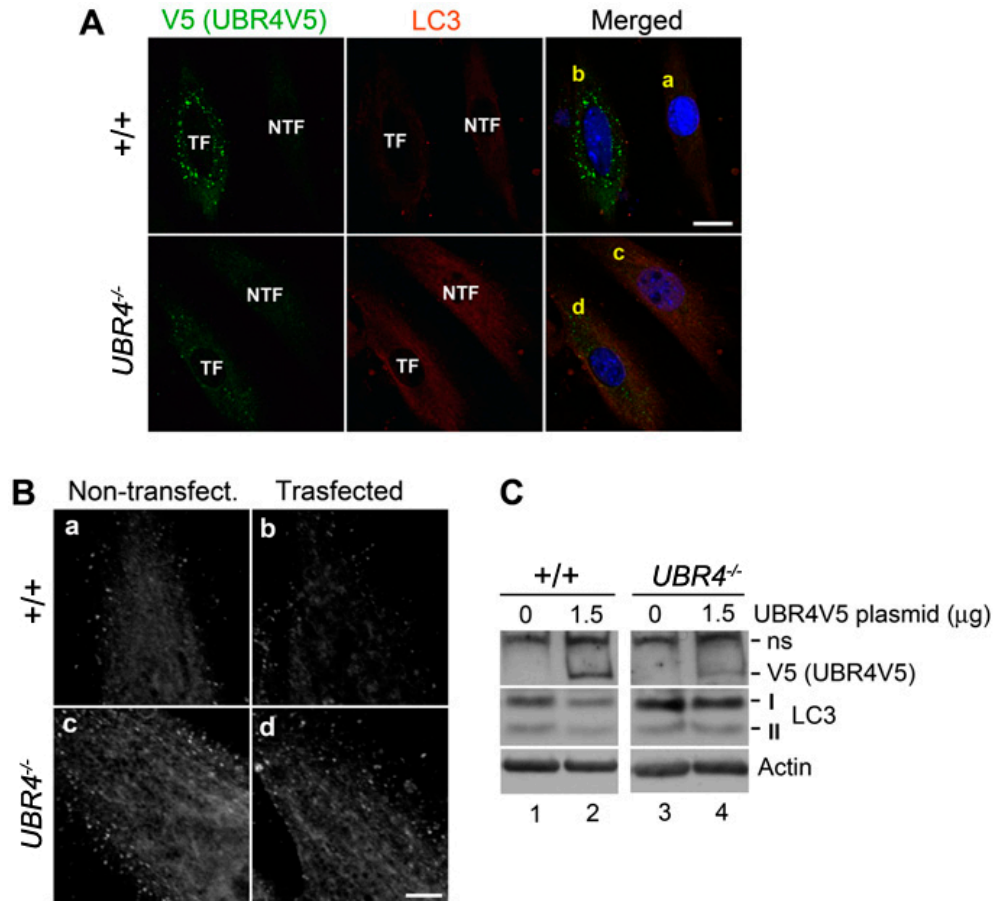 A
V5 (UBR4V5) LC3 Merged
+/+
TF NTF TF NTF b a
UBR4-/-
NTF TF NTF TF c d
B
Non-transfect. Trasfected
+/+
a b
UBR4-/-
c d
C
+/+ UBR4-/-
0 1.5 0 1.5 UBR4V5 plasmid (μg)
ns
V5 (UBR4V5)
I
LC3
II
Actin
1 2 3 4